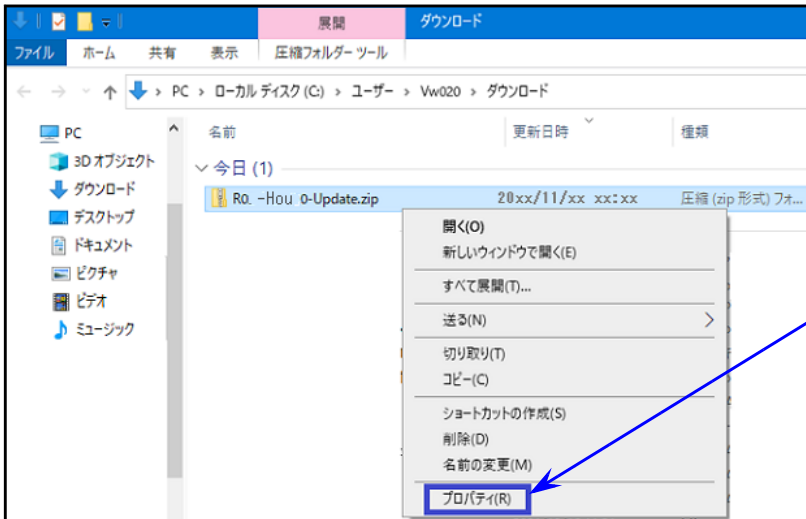 展開 ダウンロード
ファイル ホーム 共有 表示 圧縮フォルダー ツール
PC › ローカル ディスク (C:) › ユーザー › Vw020 › ダウンロード
PC
3D オブジェクト
ダウンロード
デスクトップ
ドキュメント
ピクチャ
ビデオ
ミュージック
名前 更新日時 種類
今日 (1)
R0. -Hou 0-Update.zip 20xx/11/xx xx:xx 圧縮 (zip 形式) フォ...
開く(O)
新しいウィンドウで開く(E)
すべて展開(T)...
送る(N)
切り取り(T)
コピー(C)
ショートカットの作成(S)
削除(D)
名前の変更(M)
プロパティ(R)